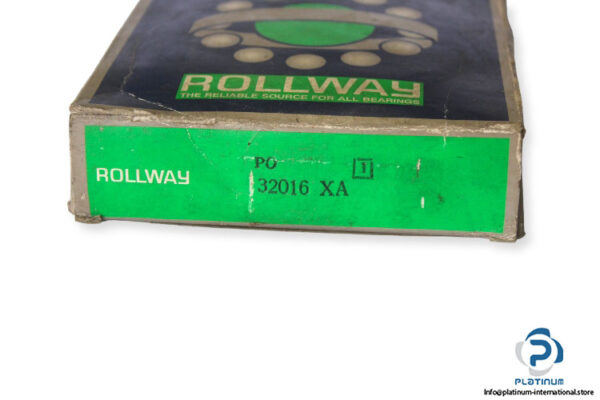 ROLLWAY
THE RELIABLE SOURCE FOR ALL BEARINGS
ROLLWAY
PO 1
32016 XA
P
PLATINUM
Info@platinum-international.store